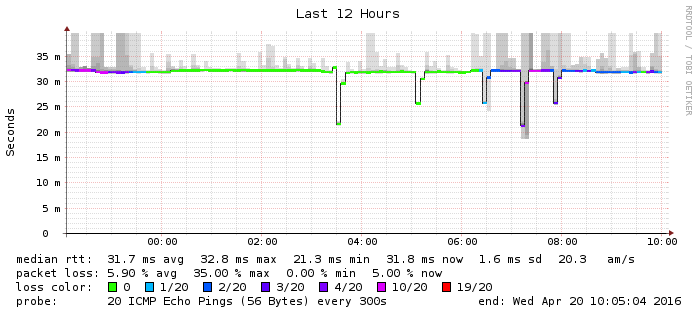 Last 12 Hours
RRDTOOL / TOBI OETIKER
Seconds
35 m
30 m
25 m
20 m
15 m
10 m
5 m
0
00:00 02:00 04:00 06:00 08:00 10:00
median rtt: 31.7 ms avg 32.8 ms max 21.3 ms min 31.8 ms now 1.6 ms sd 20.3 am/s
packet loss: 5.90 % avg 35.00 % max 0.00 % min 5.00 % now
loss color: 0 1/20 2/20 3/20 4/20 10/20 19/20
probe: 20 ICMP Echo Pings (56 Bytes) every 300s end: Wed Apr 20 10:05:04 2016